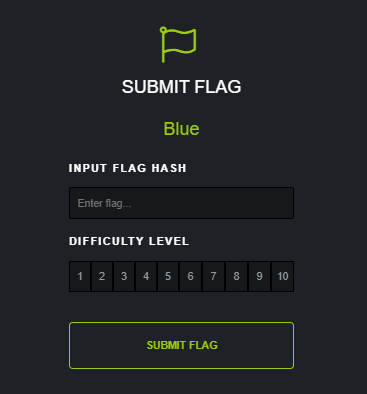 SUBMIT FLAG
Blue
INPUT FLAG HASH
Enter flag...
DIFFICULTY LEVEL
1 2 3 4 5 6 7 8 9 10
SUBMIT FLAG